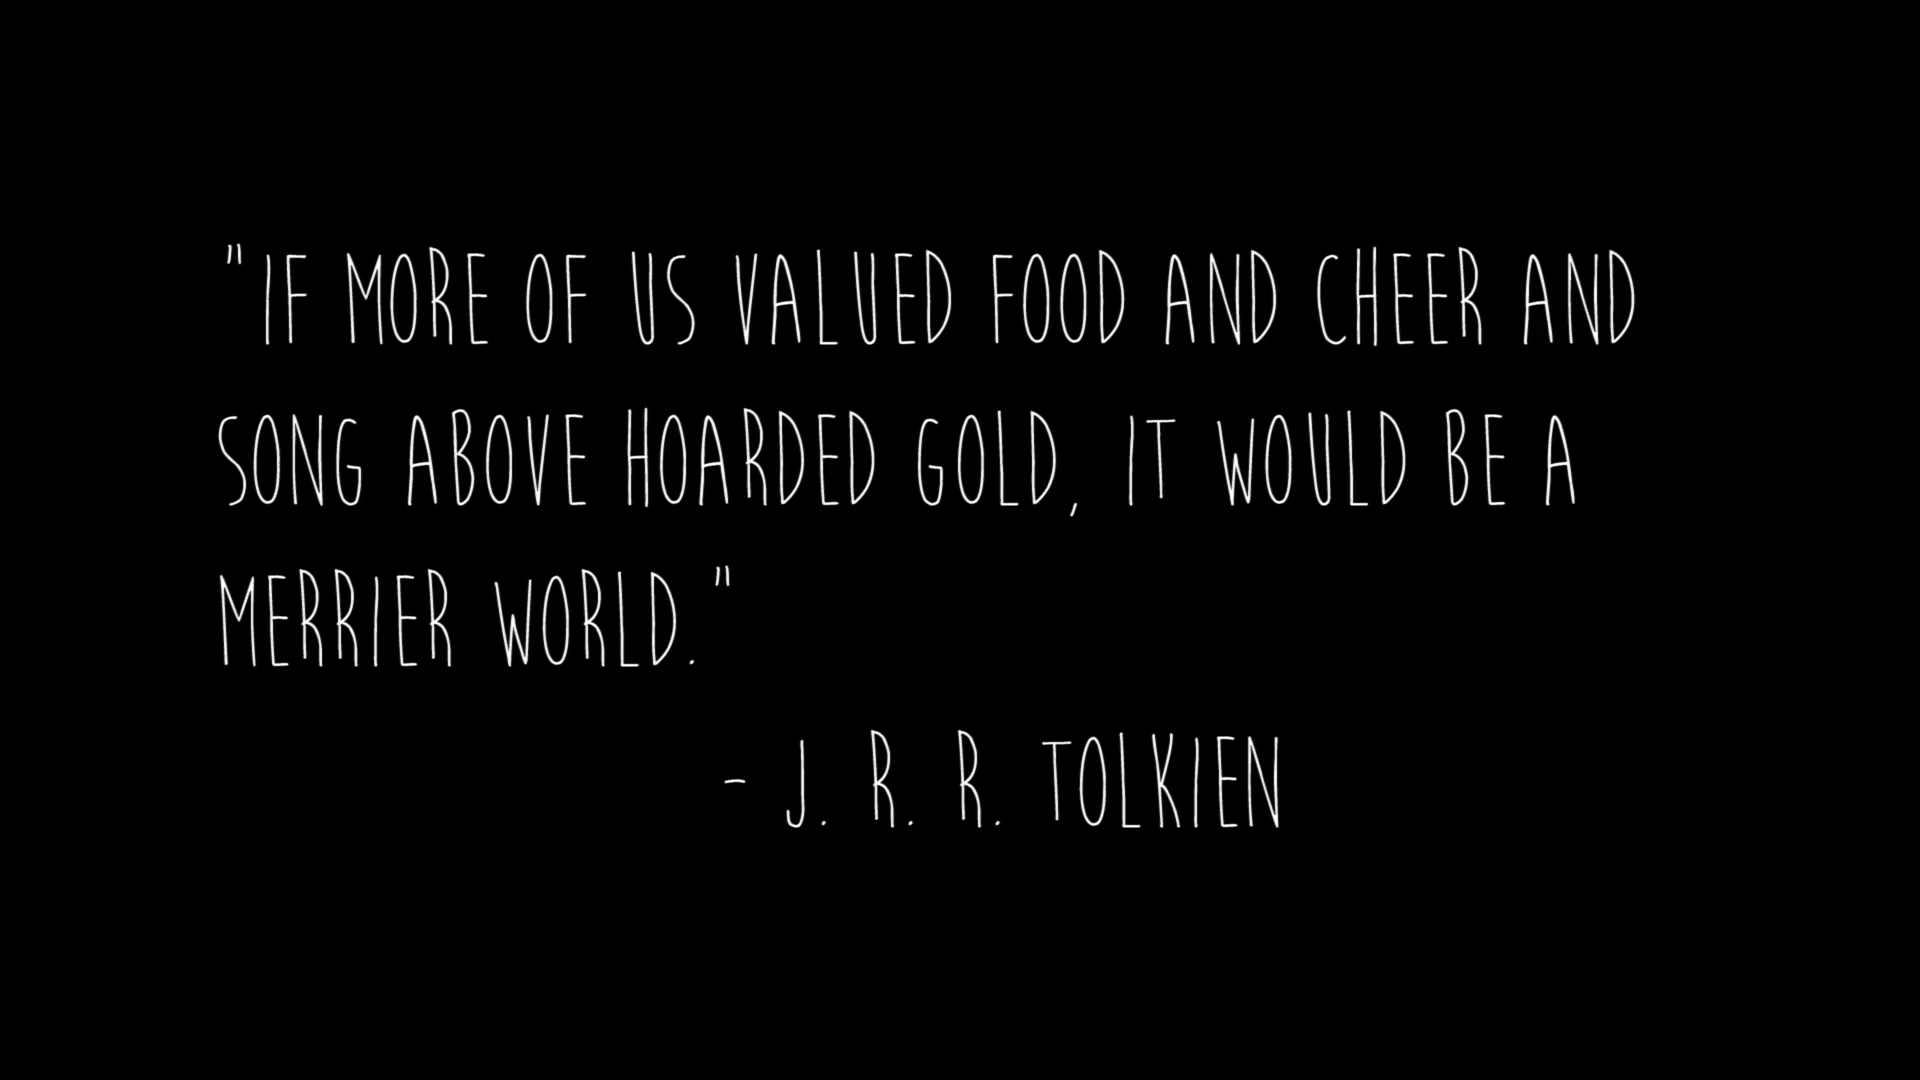 "IF MORE OF US VALUED FOOD AND CHEER AND
SONG ABOVE HOARDED GOLD, IT WOULD BE A
MERRIER WORLD."
- J. R. R. TOLKIEN